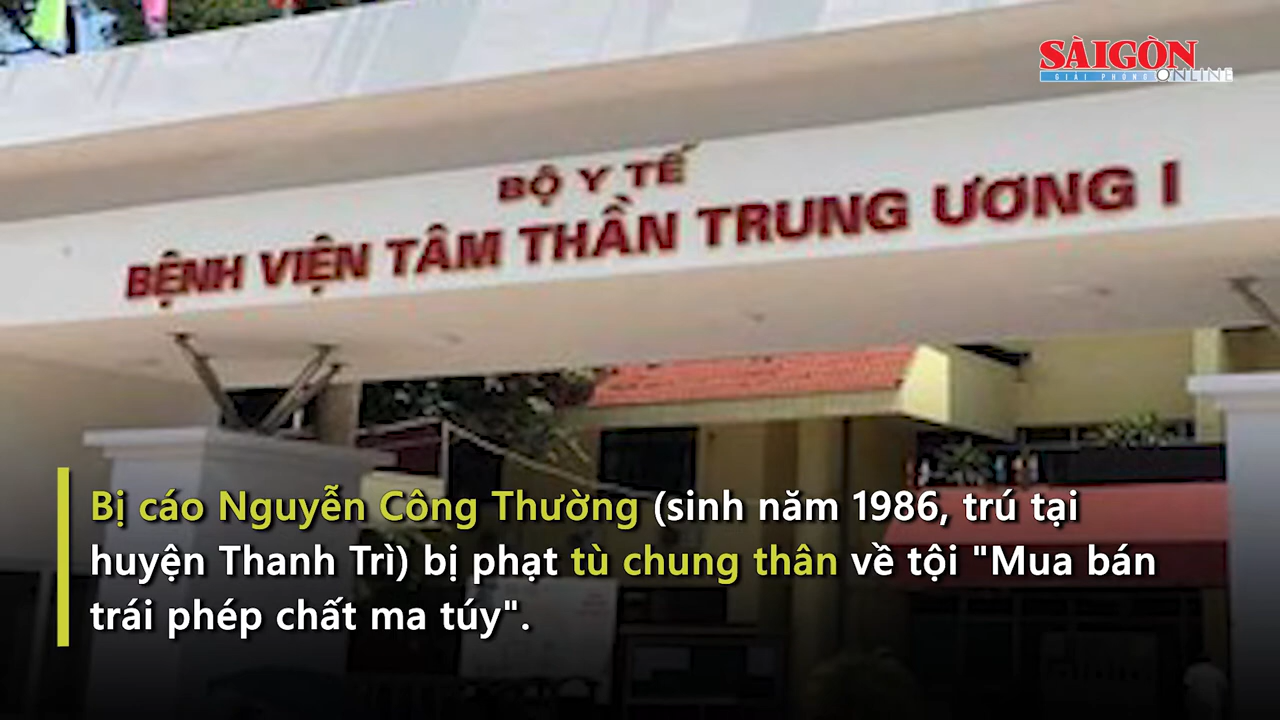 SÀIGÒN
GIẢI PHÓNG ONLINE
BỘ Y TẾ
BỆNH VIỆN TÂM THẦN TRUNG ƯƠNG I
Bị cáo Nguyễn Công Thường (sinh năm 1986, trú tại
huyện Thanh Trì) bị phạt tù chung thân về tội "Mua bán
trái phép chất ma túy".